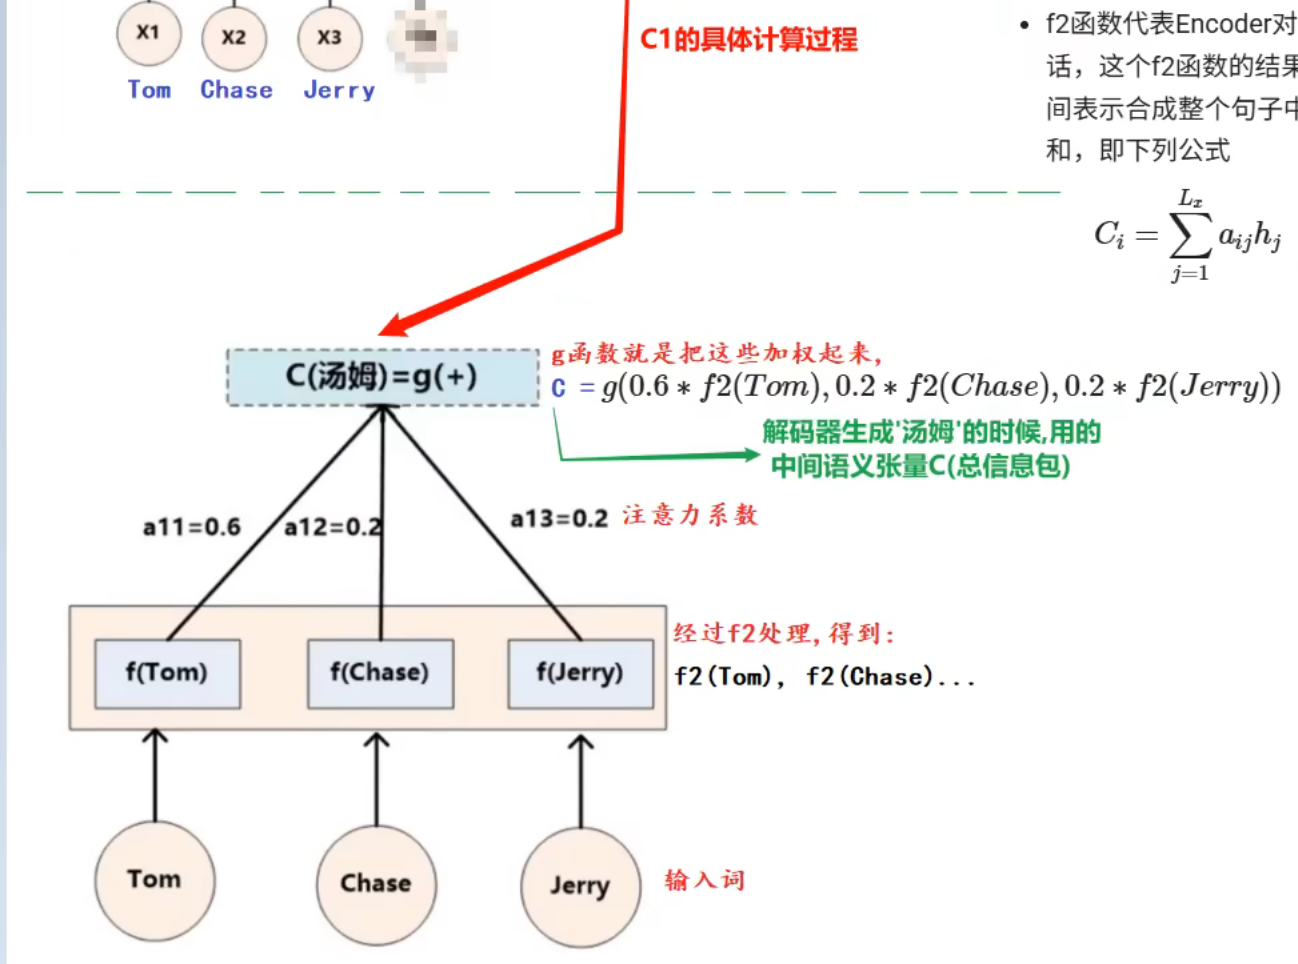 X1 X2 X3
Tom Chase Jerry
C1的具体计算过程
f2函数代表Encoder对
话，这个f2函数的结果
间表示合成整个句子中
和，即下列公式
C_i = \sum_{j=1}^{L_x} a_{ij}h_j
g函数就是把这些加权起来,
C(汤姆)=g(+)
C = g(0.6 * f2(Tom), 0.2 * f2(Chase), 0.2 * f2(Jerry))
解码器生成'汤姆'的时候,用的
中间语义张量C(总信息包)
a11=0.6 a12=0.2 a13=0.2 注意力系数
经过f2处理,得到:
f(Tom) f(Chase) f(Jerry)
f2(Tom), f2(Chase)...
Tom Chase Jerry 输入词